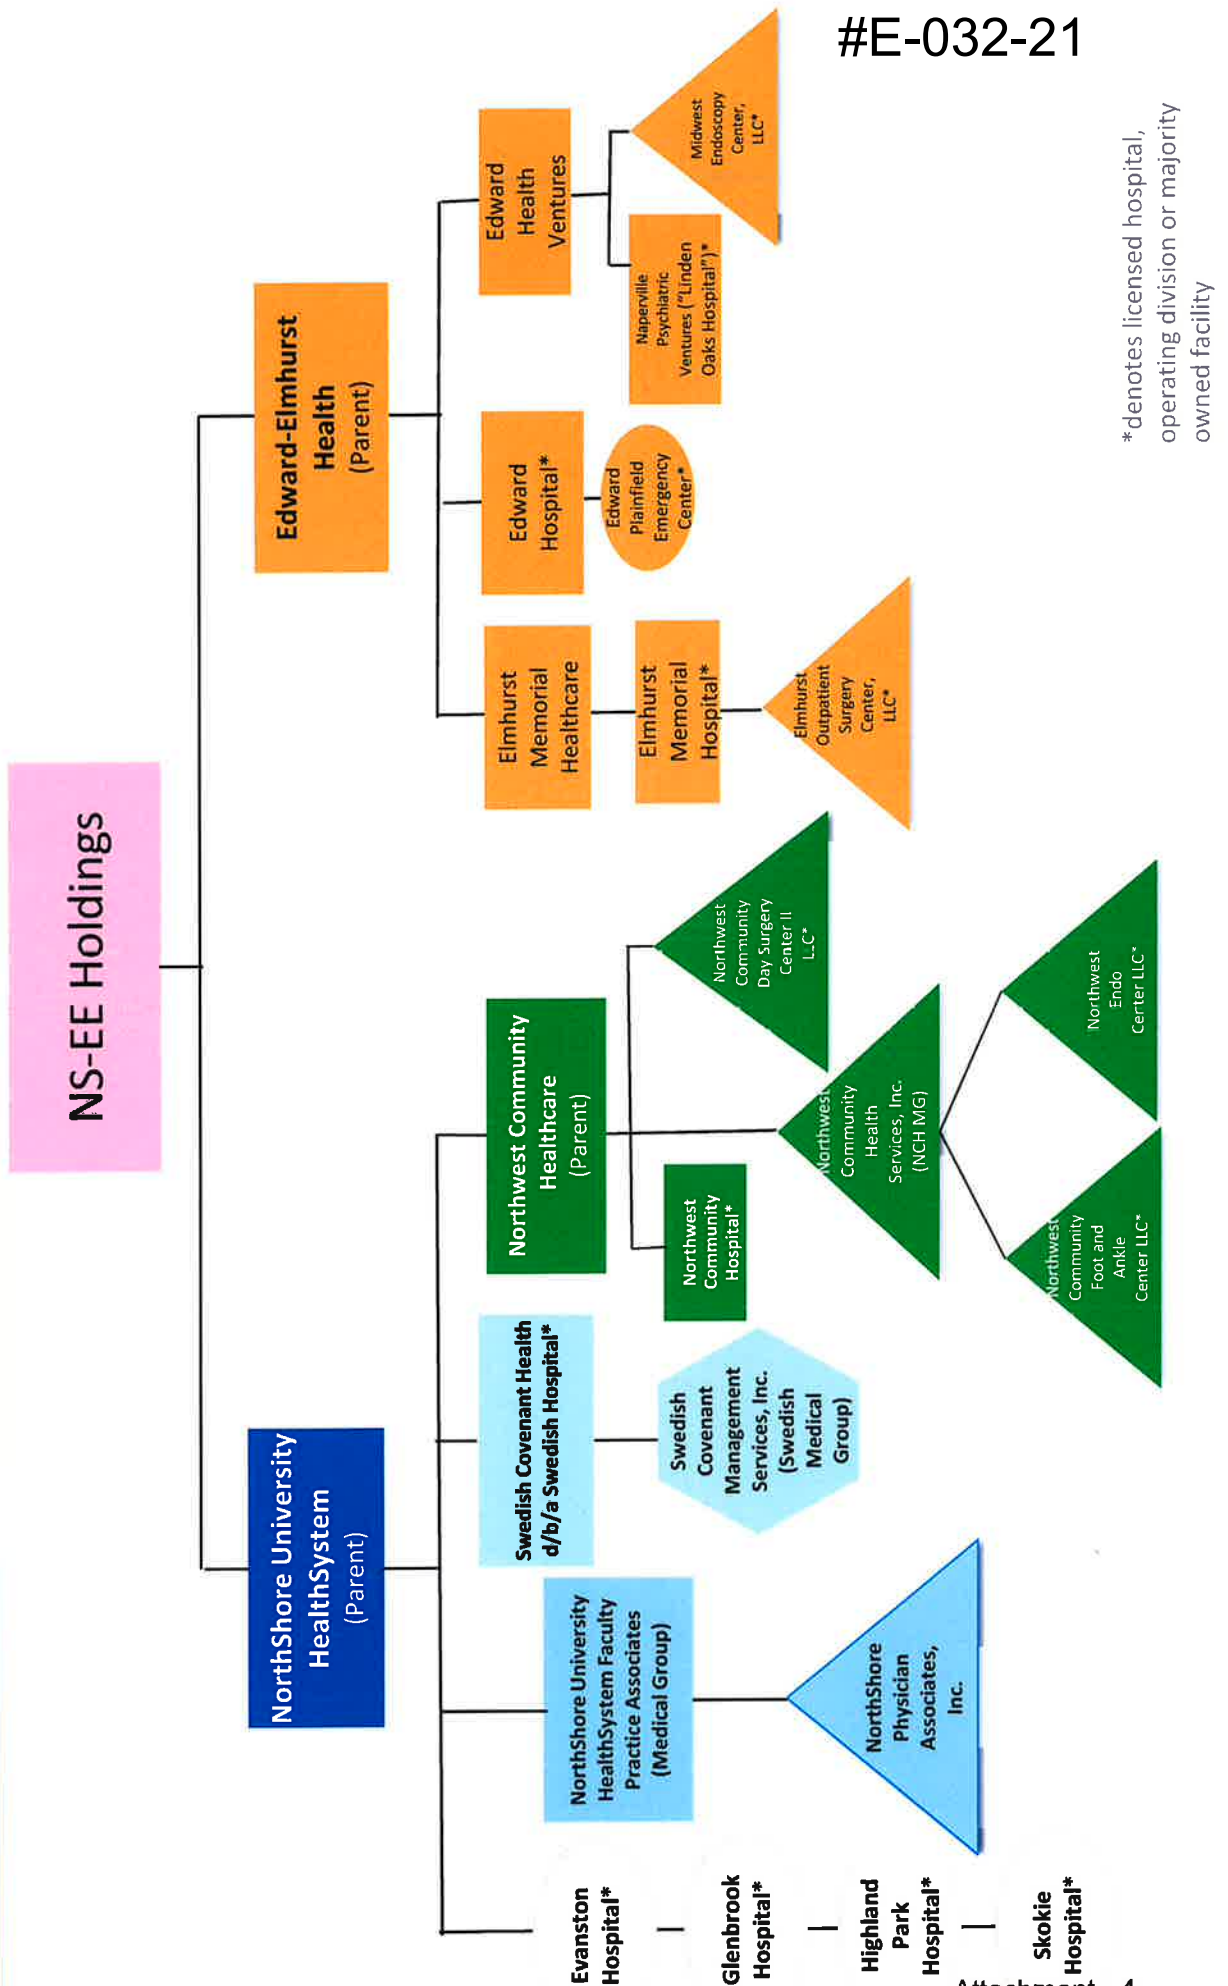 #E-032-21
NS-EE Holdings
NorthShore University
HealthSystem
(Parent)
Edward-Elmhurst
Health
(Parent)
Evanston
Hospital*
Glenbrook
Hospital*
Highland
Park
Hospital*
Skokie
Hospital*
NorthShore University
HealthSystem Faculty
Practice Associates
(Medical Group)
NorthShore
Physician
Associates,
Inc.
Swedish Covenant Health
d/b/a Swedish Hospital*
Swedish
Covenant
Management
Services, Inc.
(Swedish
Medical
Group)
Northwest Community
Healthcare
(Parent)
Northwest
Community
Hospital*
Northwest
Community
Health
Services, Inc.
(NCH MG)
Northwest
Community
Day Surgery
Center II
LLC*
Northwest
Community
Foot and
Ankle
Center LLC*
Northwest
Endo
Certer LLC*
Elmhurst
Memorial
Healthcare
Elmhurst
Memorial
Hospital*
Elmhurst
Outpatient
Surgery
Center,
LLC*
Edward
Hospital*
Edward
Plainfield
Emergency
Center*
Edward
Health
Ventures
Naperville
Psychiatric
Ventures ("Linden
Oaks Hospital")*
Midwest
Endoscopy
Center,
LLC*
*denotes licensed hospital,
operating division or majority
owned facility
Attachment 4